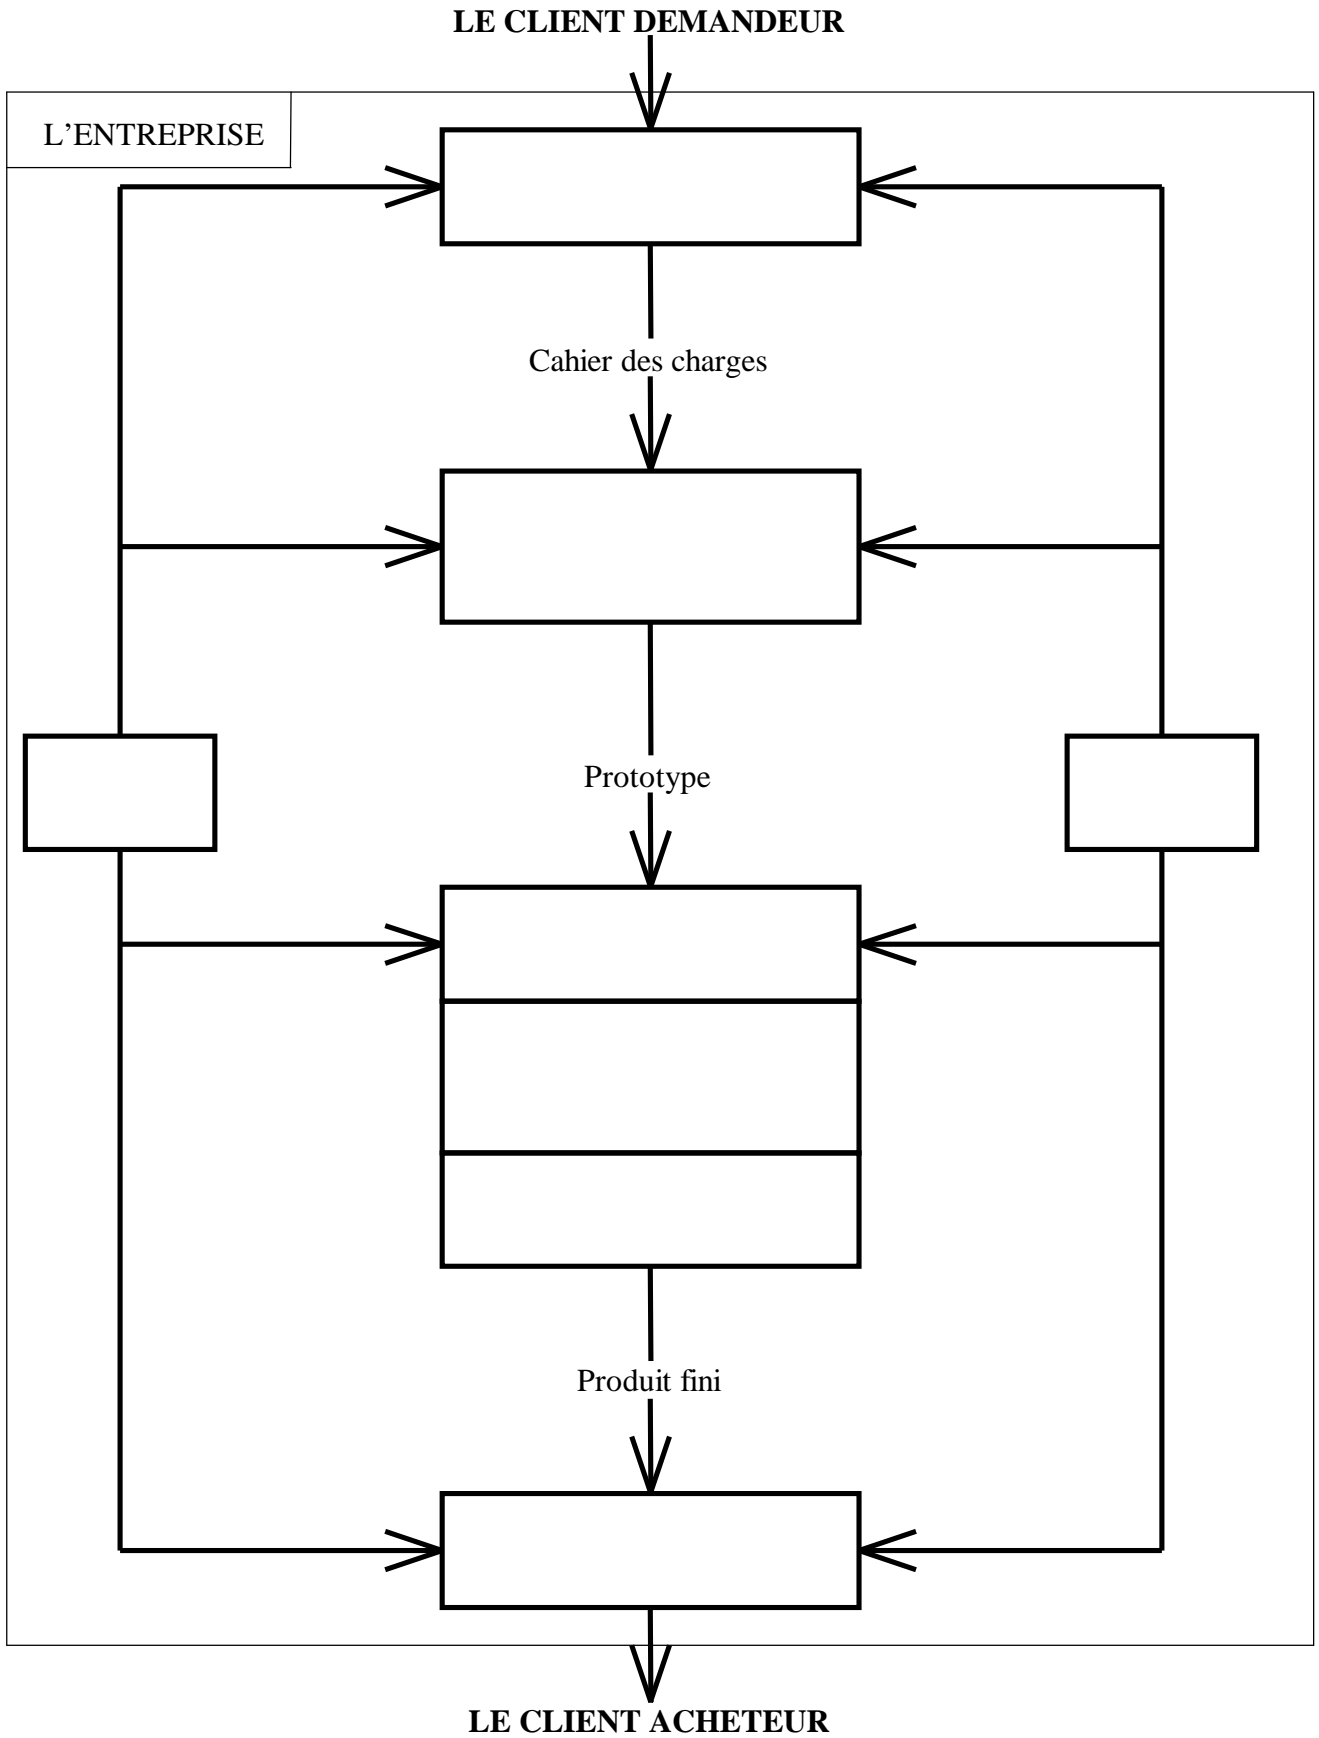 LE CLIENT DEMANDEUR
L’ENTREPRISE
Cahier des charges
Prototype
Produit fini
LE CLIENT ACHETEUR